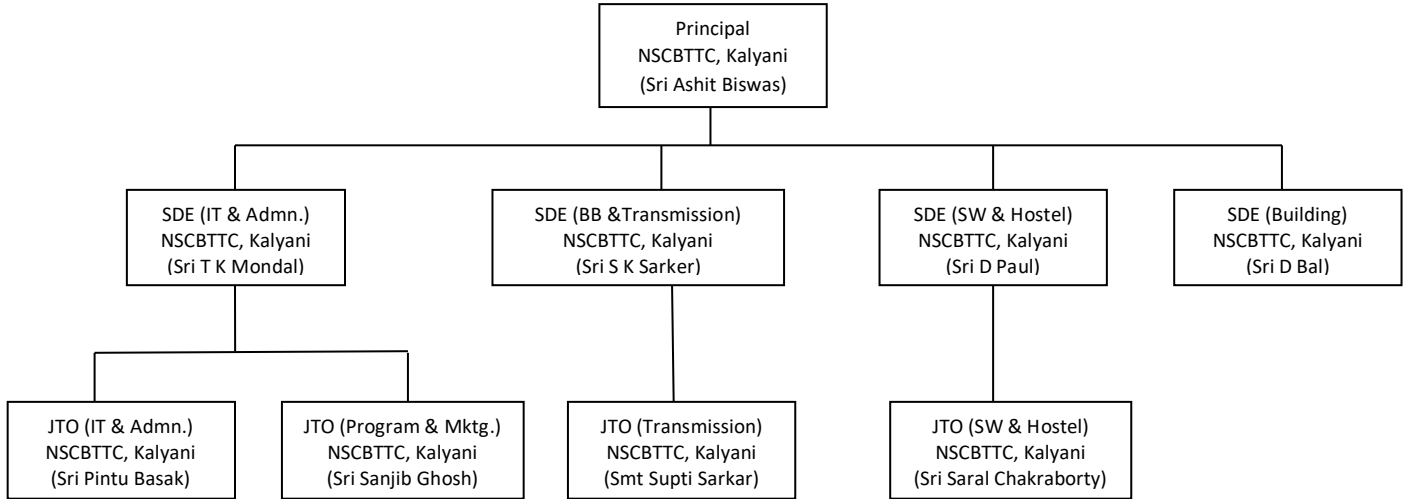 Principal
NSCBTTC, Kalyani
(Sri Ashit Biswas)
SDE (IT & Admn.)
NSCBTTC, Kalyani
(Sri T K Mondal)
SDE (BB &Transmission)
NSCBTTC, Kalyani
(Sri S K Sarker)
SDE (SW & Hostel)
NSCBTTC, Kalyani
(Sri D Paul)
SDE (Building)
NSCBTTC, Kalyani
(Sri D Bal)
JTO (IT & Admn.)
NSCBTTC, Kalyani
(Sri Pintu Basak)
JTO (Program & Mktg.)
NSCBTTC, Kalyani
(Sri Sanjib Ghosh)
JTO (Transmission)
NSCBTTC, Kalyani
(Smt Supti Sarkar)
JTO (SW & Hostel)
NSCBTTC, Kalyani
(Sri Saral Chakraborty)